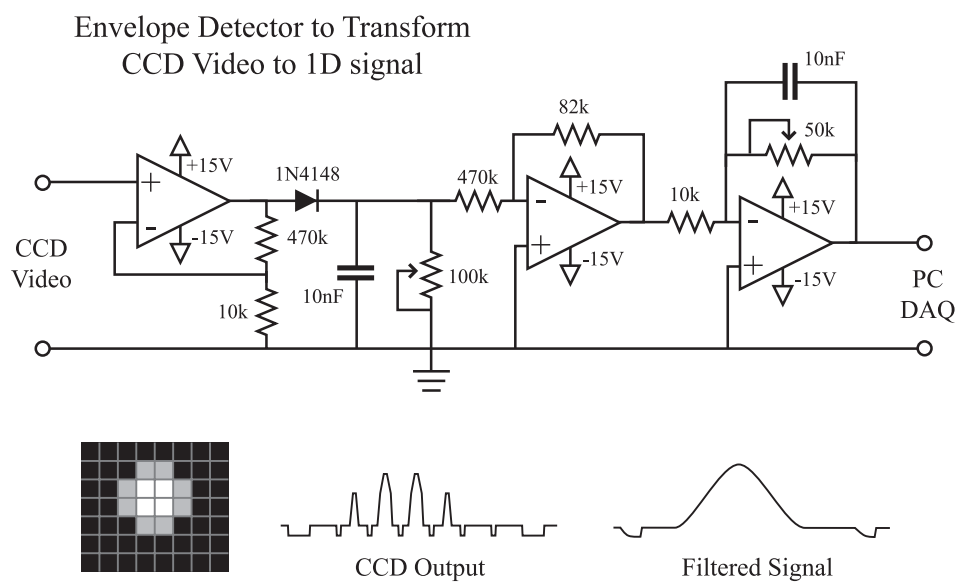 Envelope Detector to Transform
CCD Video to 1D signal
10nF
82k
50k
+15V
1N4148
470k
+15V
10k
+15V
+
-
-
-
470k
-15V
+
-15V
+
-15V
CCD
Video
10k
10nF
100k
PC
DAQ
CCD Output
Filtered Signal